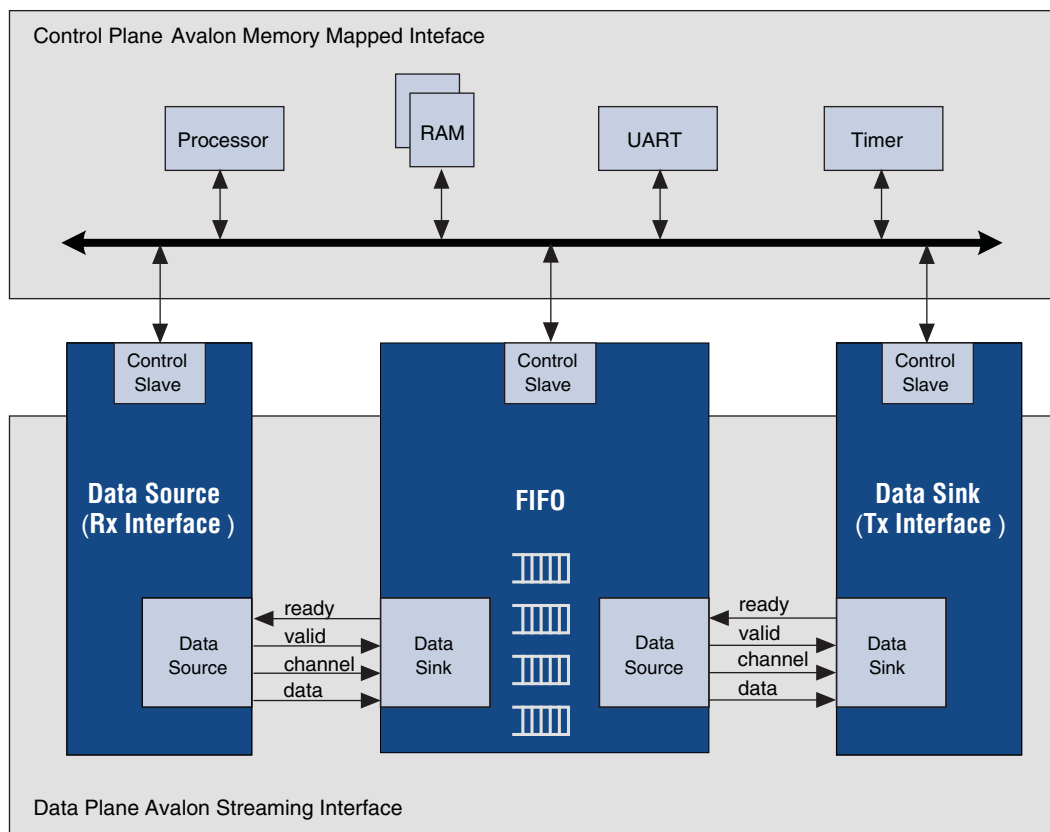 Control Plane Avalon Memory Mapped Inteface
Processor
RAM
UART
Timer
Control
Slave
Control
Slave
Control
Slave
Data Source
(Rx Interface )
FIFO
Data Sink
(Tx Interface )
Data
Source
ready
valid
channel
data
Data
Sink
Data
Source
ready
valid
channel
data
Data
Sink
Data Plane Avalon Streaming Interface